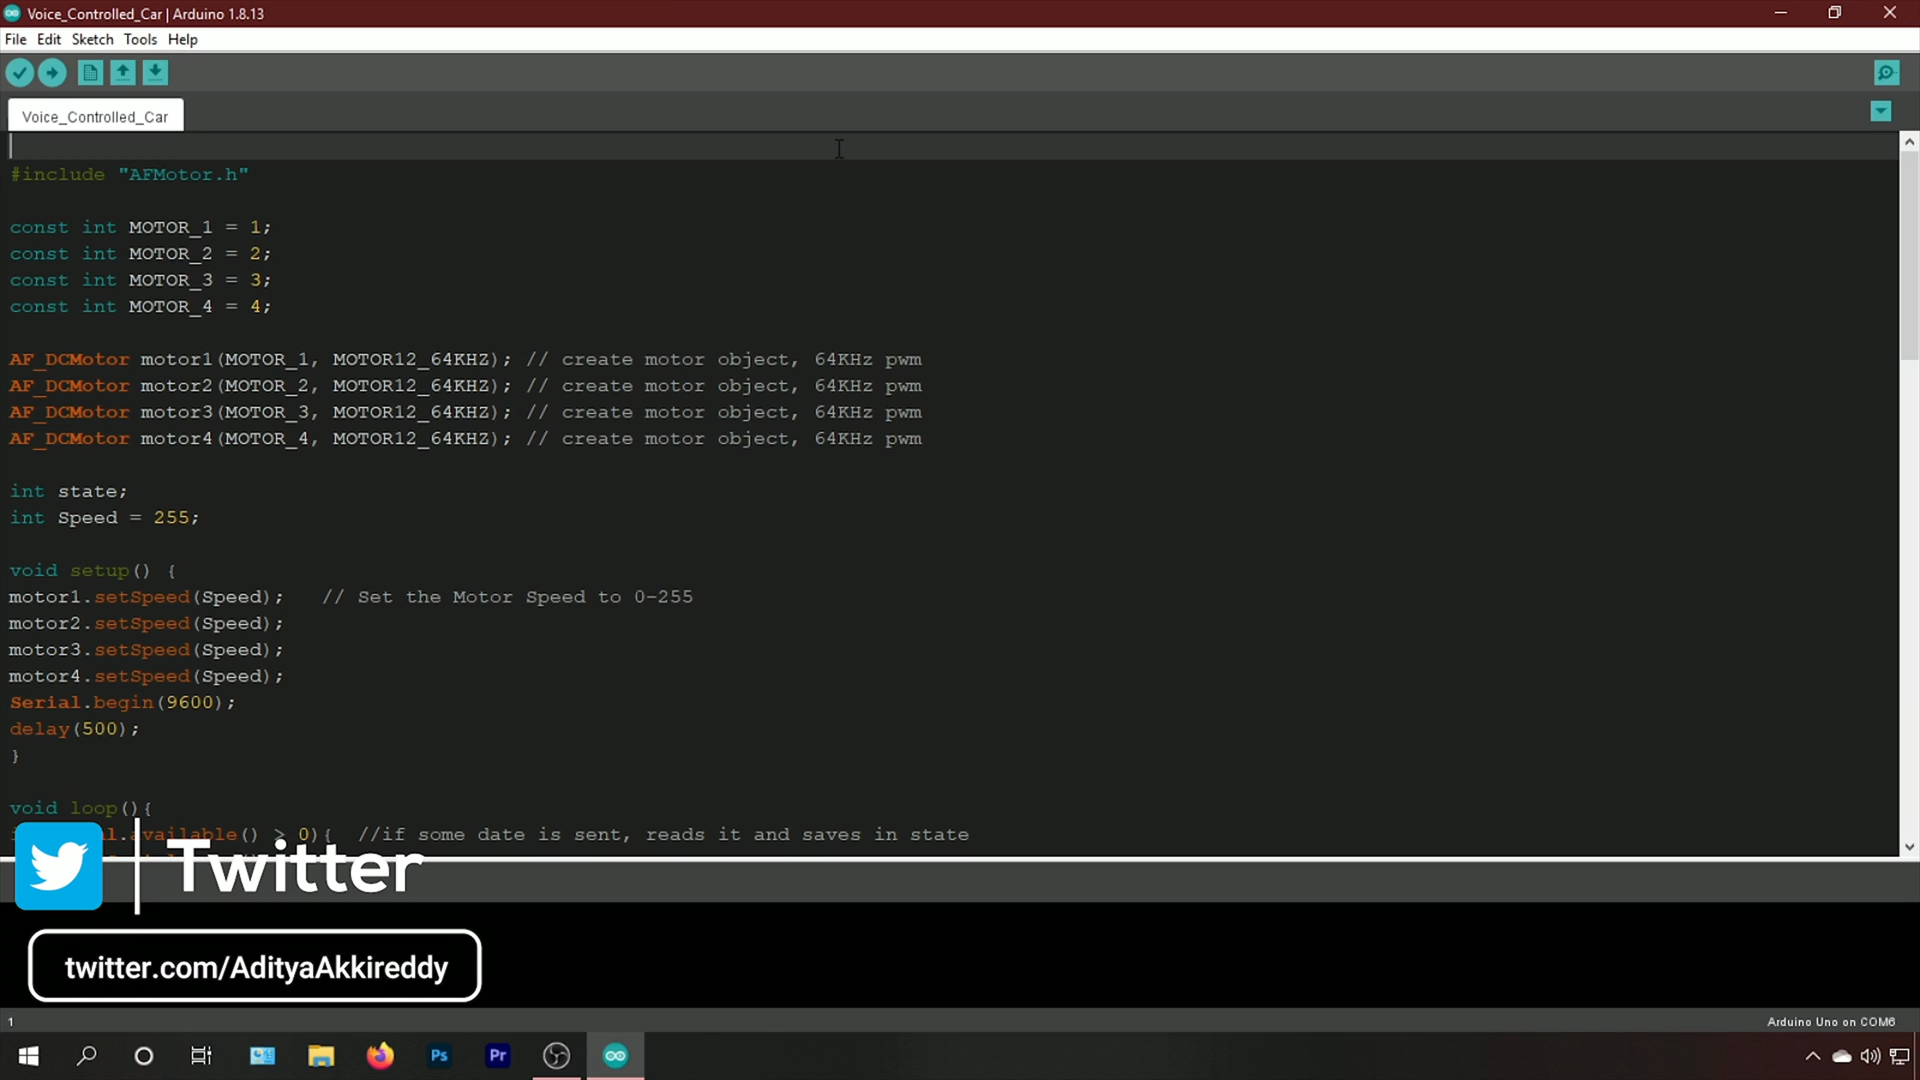 Voice_Controlled_Car | Arduino 1.8.13
File Edit Sketch Tools Help
Voice_Controlled_Car
#include "AFMotor.h"
const int MOTOR_1 = 1;
const int MOTOR_2 = 2;
const int MOTOR_3 = 3;
const int MOTOR_4 = 4;
AF_DCMotor motor1(MOTOR_1, MOTOR12_64KHZ); // create motor object, 64KHz pwm
AF_DCMotor motor2(MOTOR_2, MOTOR12_64KHZ); // create motor object, 64KHz pwm
AF_DCMotor motor3(MOTOR_3, MOTOR12_64KHZ); // create motor object, 64KHz pwm
AF_DCMotor motor4(MOTOR_4, MOTOR12_64KHZ); // create motor object, 64KHz pwm
int state;
int Speed = 255;
void setup() {
motor1.setSpeed(Speed); // Set the Motor Speed to 0-255
motor2.setSpeed(Speed);
motor3.setSpeed(Speed);
motor4.setSpeed(Speed);
Serial.begin(9600);
delay(500);
}
void loop(){
.available() > 0){ //if some date is sent, reads it and saves in state
Twitter
twitter.com/AdityaAkkireddy
1
Arduino Uno on COM6
Ps
Pr